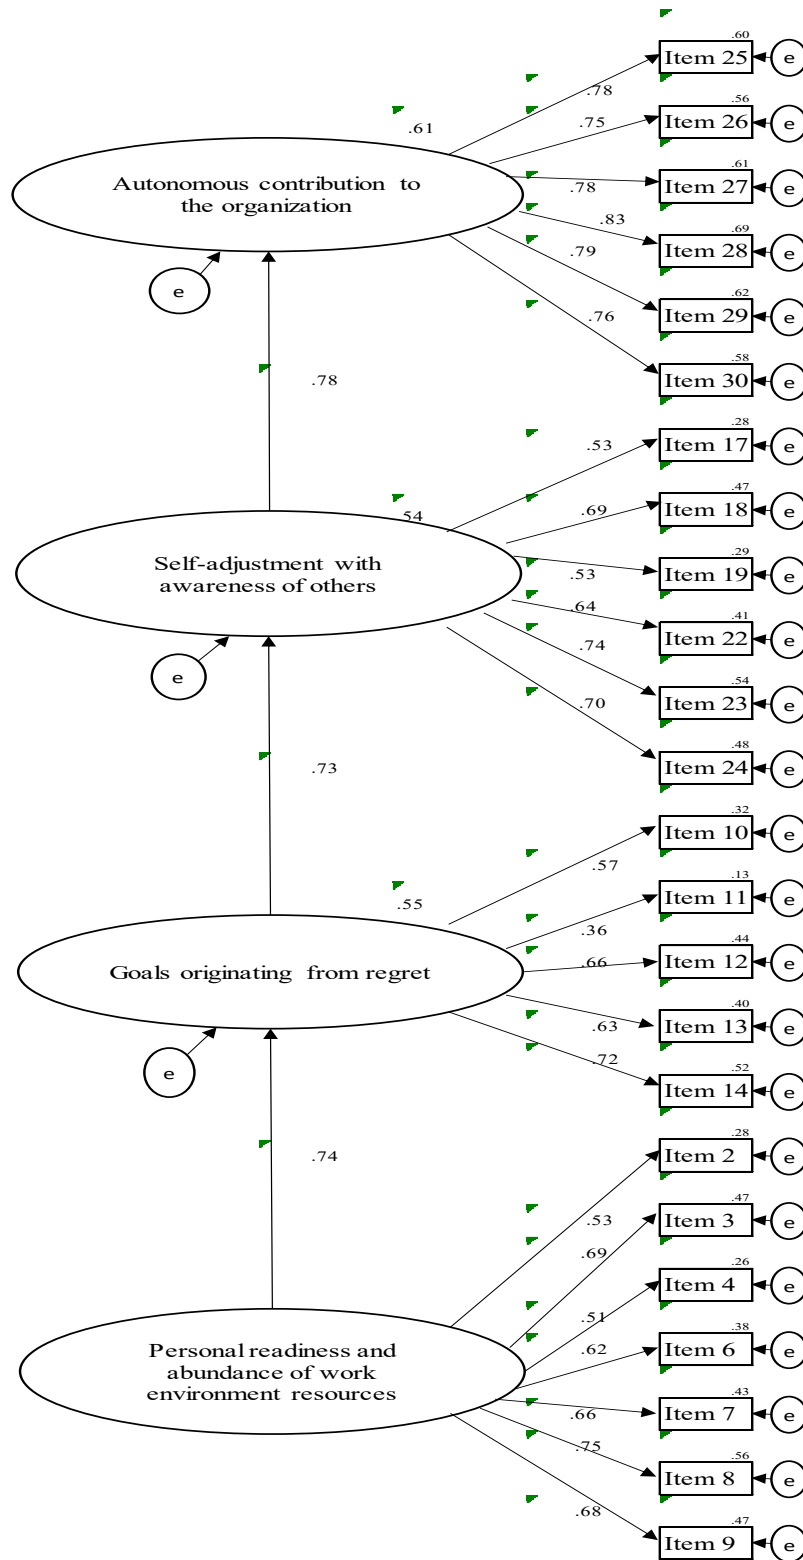 .60
Item 25 e
.78
.61
.56
Item 26 e
.75
Autonomous contribution to
the organization
.61
Item 27 e
.78
.69
Item 28 e
.83
e
.62
Item 29 e
.79
.58
Item 30 e
.76
.78
.28
Item 17 e
.53
.54
.47
Item 18 e
.69
Self-adjustment with
awareness of others
.29
Item 19 e
.53
.41
Item 22 e
.64
e
.54
Item 23 e
.74
.48
Item 24 e
.70
.73
.32
Item 10 e
.57
.55
.13
Item 11 e
.36
Goals originating from regret
.44
Item 12 e
.66
.40
Item 13 e
.63
e
.52
Item 14 e
.72
.74
.28
Item 2 e
.53
.47
Item 3 e
.69
.26
Item 4 e
.51
Personal readiness and
abundance of work
environment resources
.38
Item 6 e
.62
.43
Item 7 e
.66
.56
Item 8 e
.75
.47
Item 9 e
.68